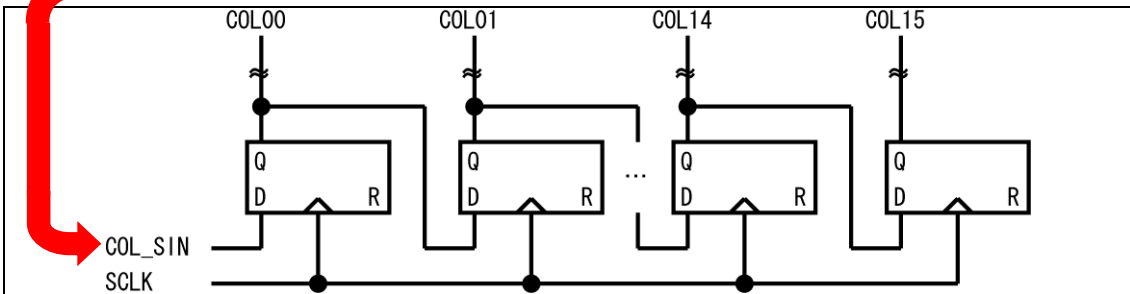 COL00 COL01 COL14 COL15
Q Q Q Q
D R D R ... D R D R
COL_SIN
SCLK